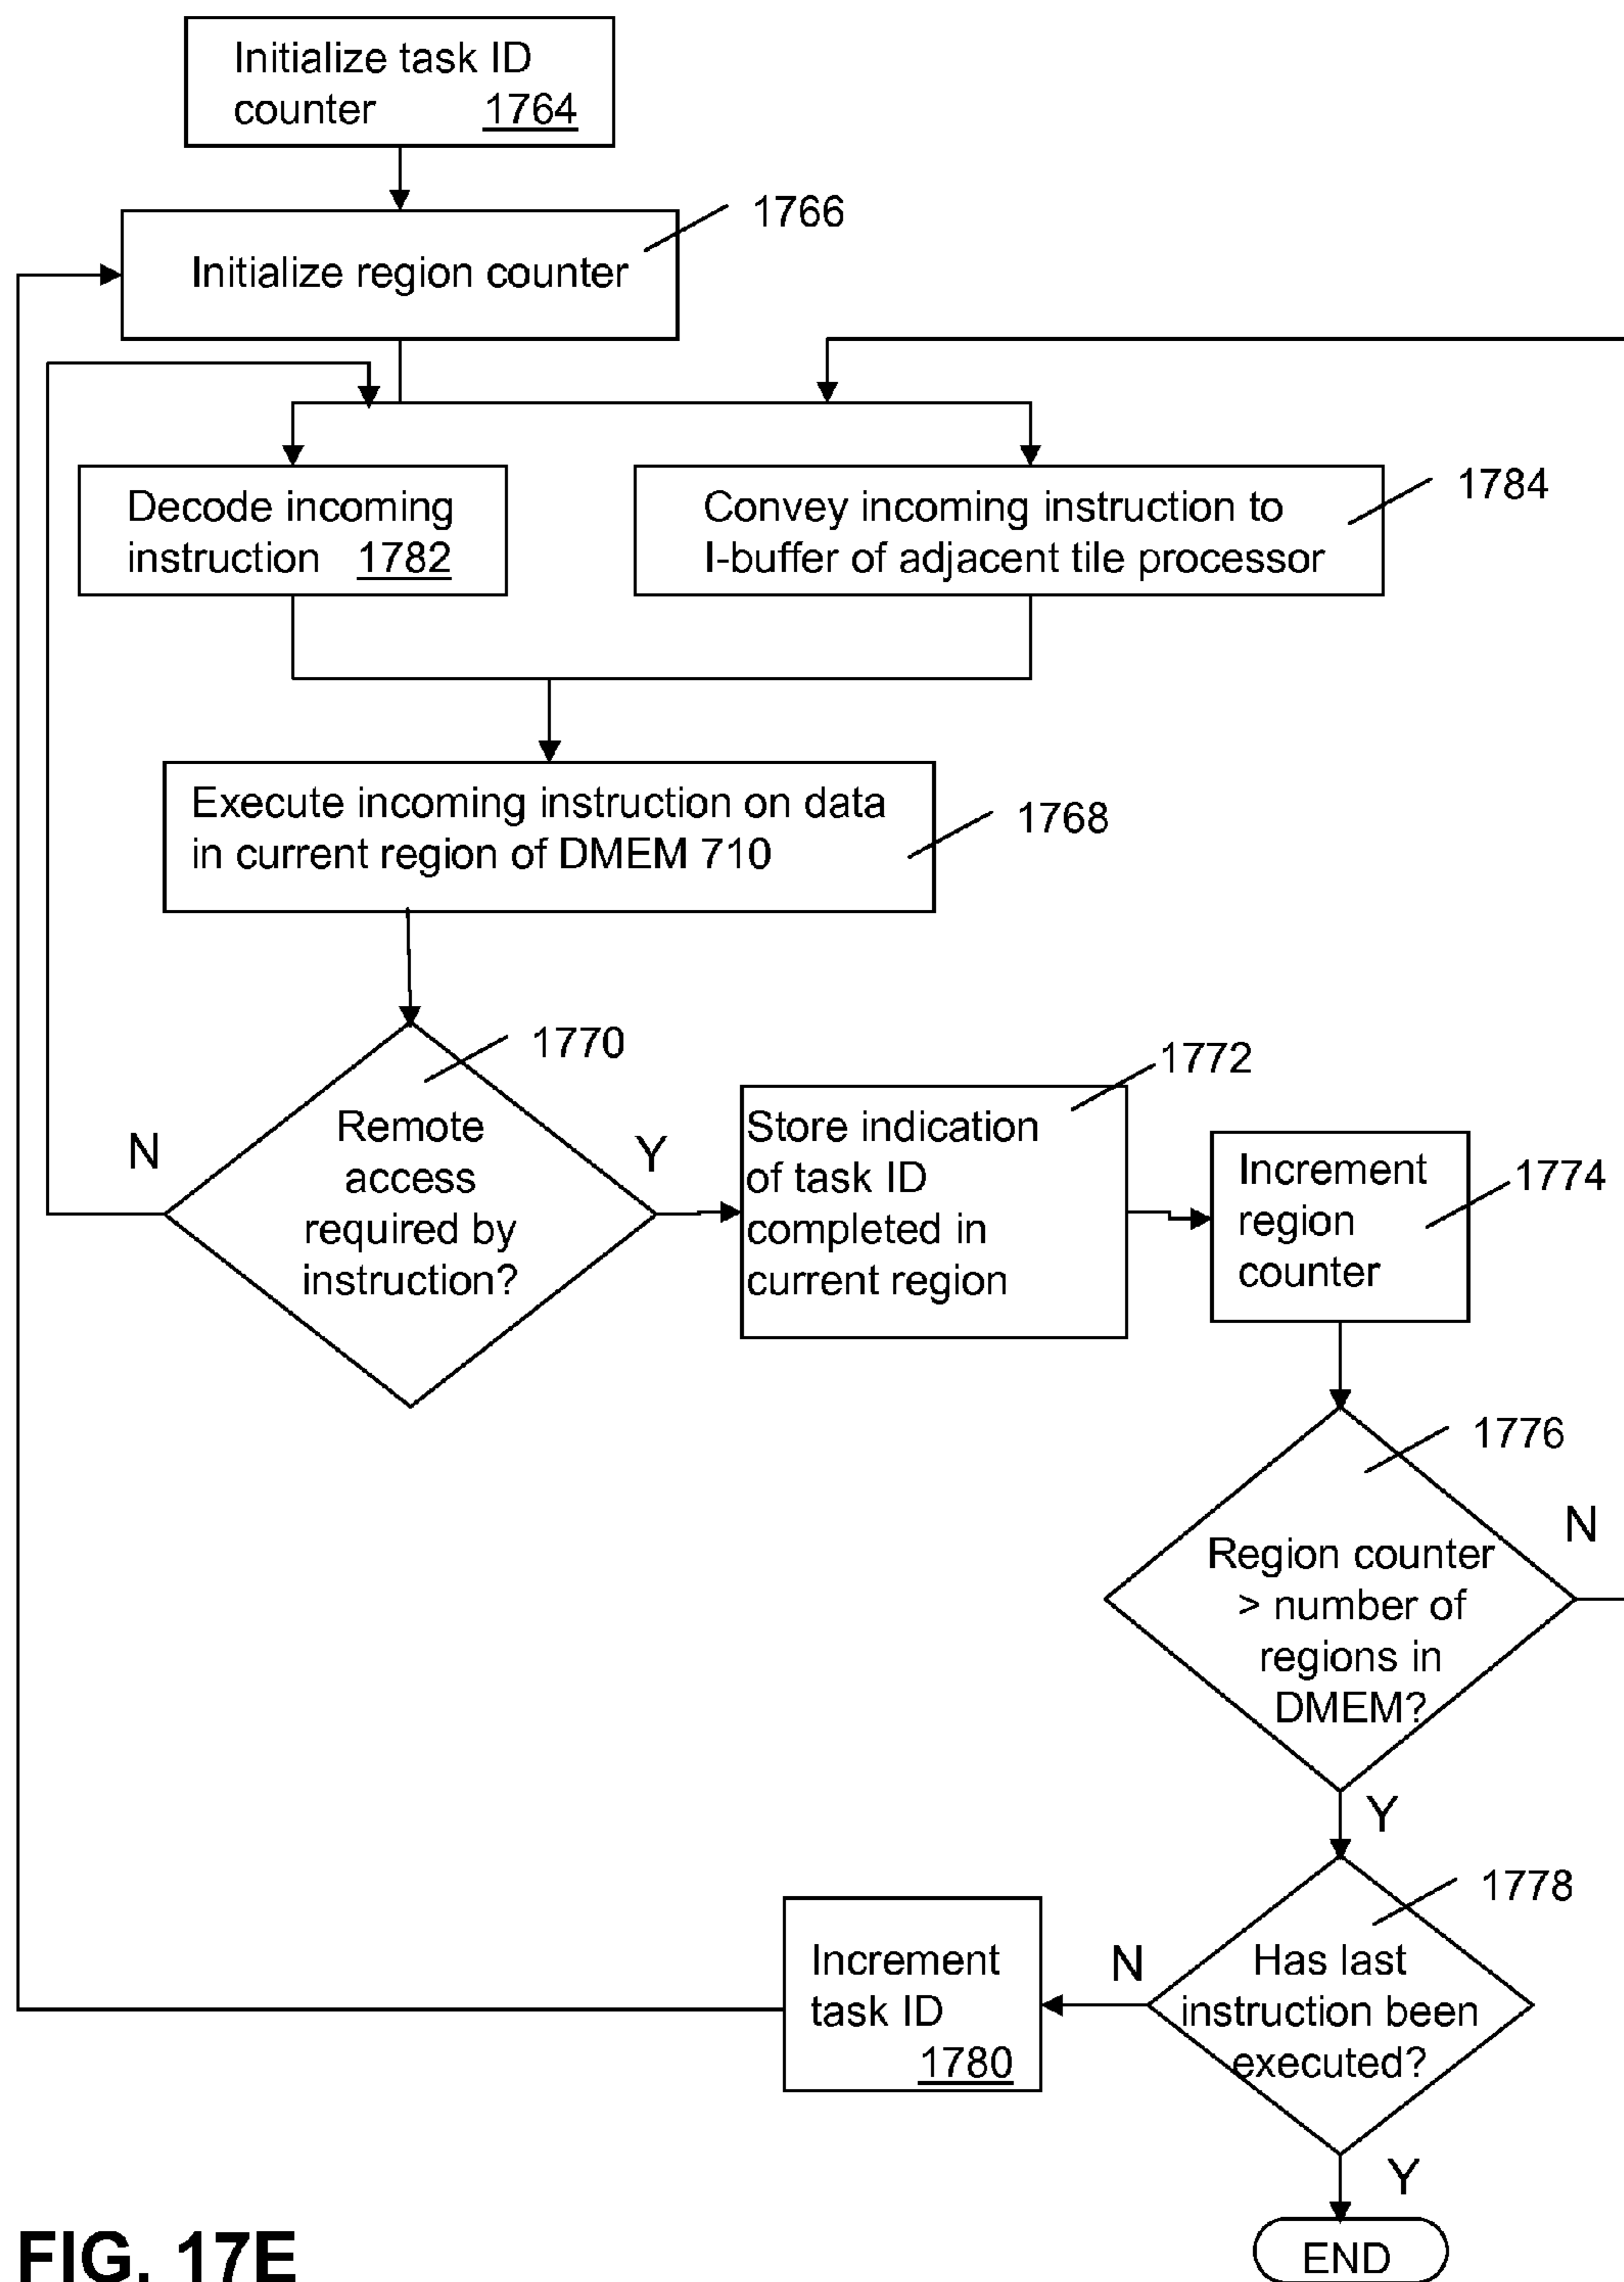 Initialize task ID
counter 1764
1766
Initialize region counter
Decode incoming
instruction 1782
Convey incoming instruction to
I-buffer of adjacent tile processor
1784
Execute incoming instruction on data
in current region of DMEM 710
1768
1770
N
Remote
access
required by
instruction?
Y
1772
Store indication
of task ID
completed in
current region
Increment
region
counter
1774
1776
Region counter
> number of
regions in
DMEM?
N
Y
1778
Has last
instruction been
executed?
N
Increment
task ID
1780
Y
END
FIG. 17E